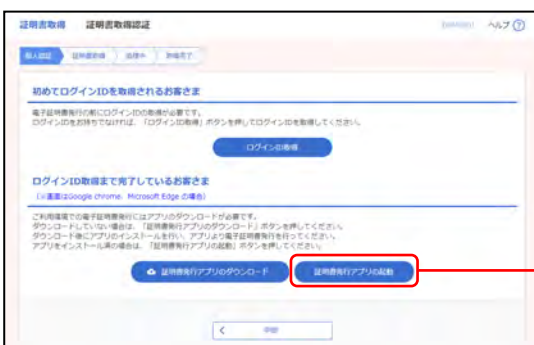 証明書取得 証明書取得認証
ヘルプ
本人認証 証明書取得 処理中 取得完了
初めてログインIDを取得されるお客さま
電子証明書発行の前にログインIDの取得が必要です。
ログインIDをお持ちでなければ、「ログインID取得」ボタンを押してログインIDを取得してください。
ログインID取得
ログインID取得まで完了しているお客さま
(※画面はGoogle chrome、Microsoft Edge の場合)
ご利用環境での電子証明書発行にはアプリのダウンロードが必要です。
ダウンロードしていない場合は、「証明書発行アプリのダウンロード」ボタンを押してください。
ダウンロード後にアプリのインストールを行い、アプリより電子証明書発行を行ってください。
アプリをインストール済の場合は、「証明書発行アプリの起動」ボタンを押してください。
証明書発行アプリのダウンロード 証明書発行アプリの起動
中断